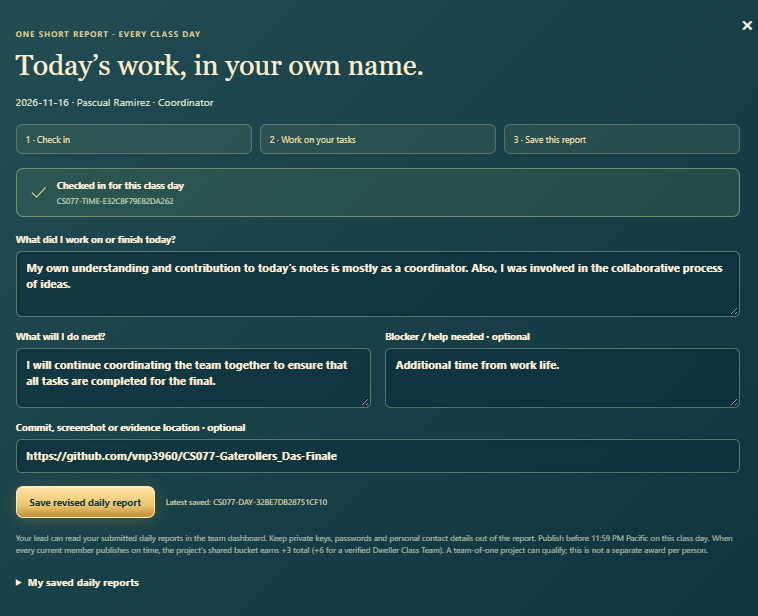 ONE SHORT REPORT · EVERY CLASS DAY
Today's work, in your own name.
2026-11-16 · Pascual Ramirez · Coordinator
1 · Check in
2 · Work on your tasks
3 · Save this report
Checked in for this class day
CS077-TIME-E32C8F79E82DA262
What did I work on or finish today?
My own understanding and contribution to today's notes is mostly as a coordinator. Also, I was involved in the collaborative process
of ideas.
What will I do next?
I will continue coordinating the team together to ensure that
all tasks are completed for the final.
Blocker / help needed · optional
Additional time from work life.
Commit, screenshot or evidence location · optional
https://github.com/vnp3960/CS077-Gaterollers_Das-Finale
Save revised daily report
Latest saved: CS077-DAY-32BE7DB28751CF10
Your lead can read your submitted daily reports in the team dashboard. Keep private keys, passwords and personal contact details out of the report. Publish before 11:59 PM Pacific on this class day. When
every current member publishes on time, the project's shared bucket earns +3 total (+6 for a verified Dweller Class Team). A team-of-one project can qualify; this is not a separate award per person.
My saved daily reports